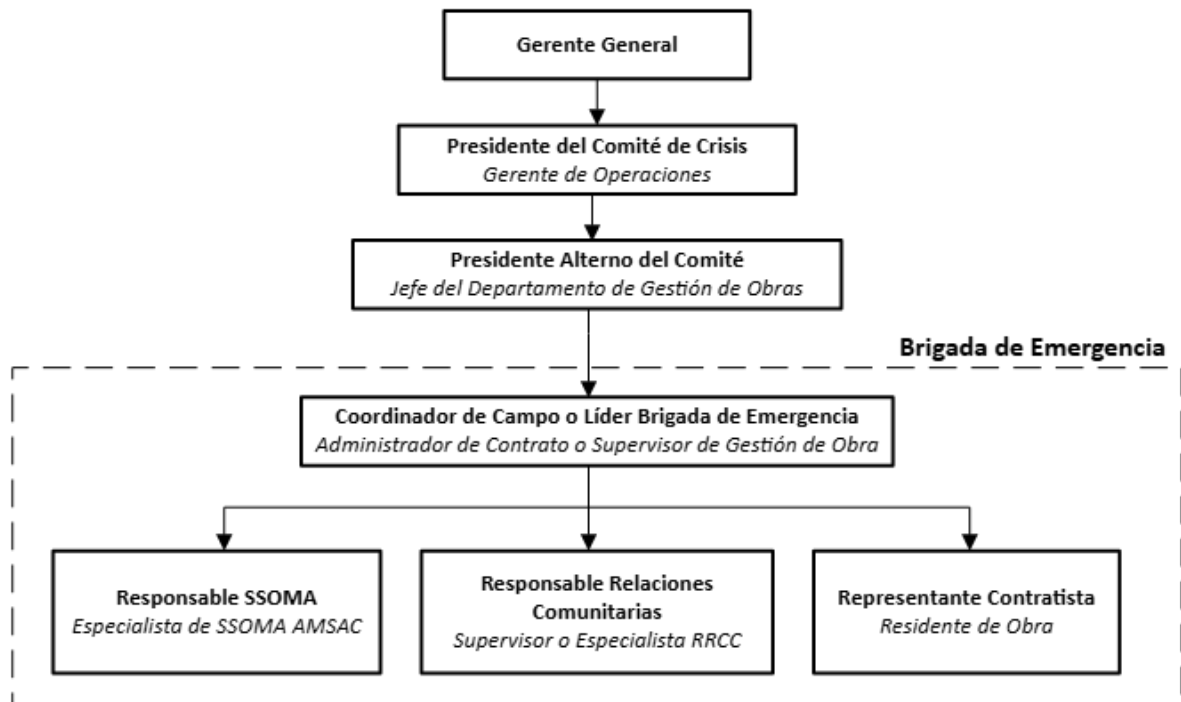 Gerente General
Presidente del Comité de Crisis
Gerente de Operaciones
Presidente Alterno del Comité
Jefe del Departamento de Gestión de Obras
Brigada de Emergencia
Coordinador de Campo o Líder Brigada de Emergencia
Administrador de Contrato o Supervisor de Gestión de Obra
Responsable SSOMA
Especialista de SSOMA AMSAC
Responsable Relaciones
Comunitarias
Supervisor o Especialista RRCC
Representante Contratista
Residente de Obra